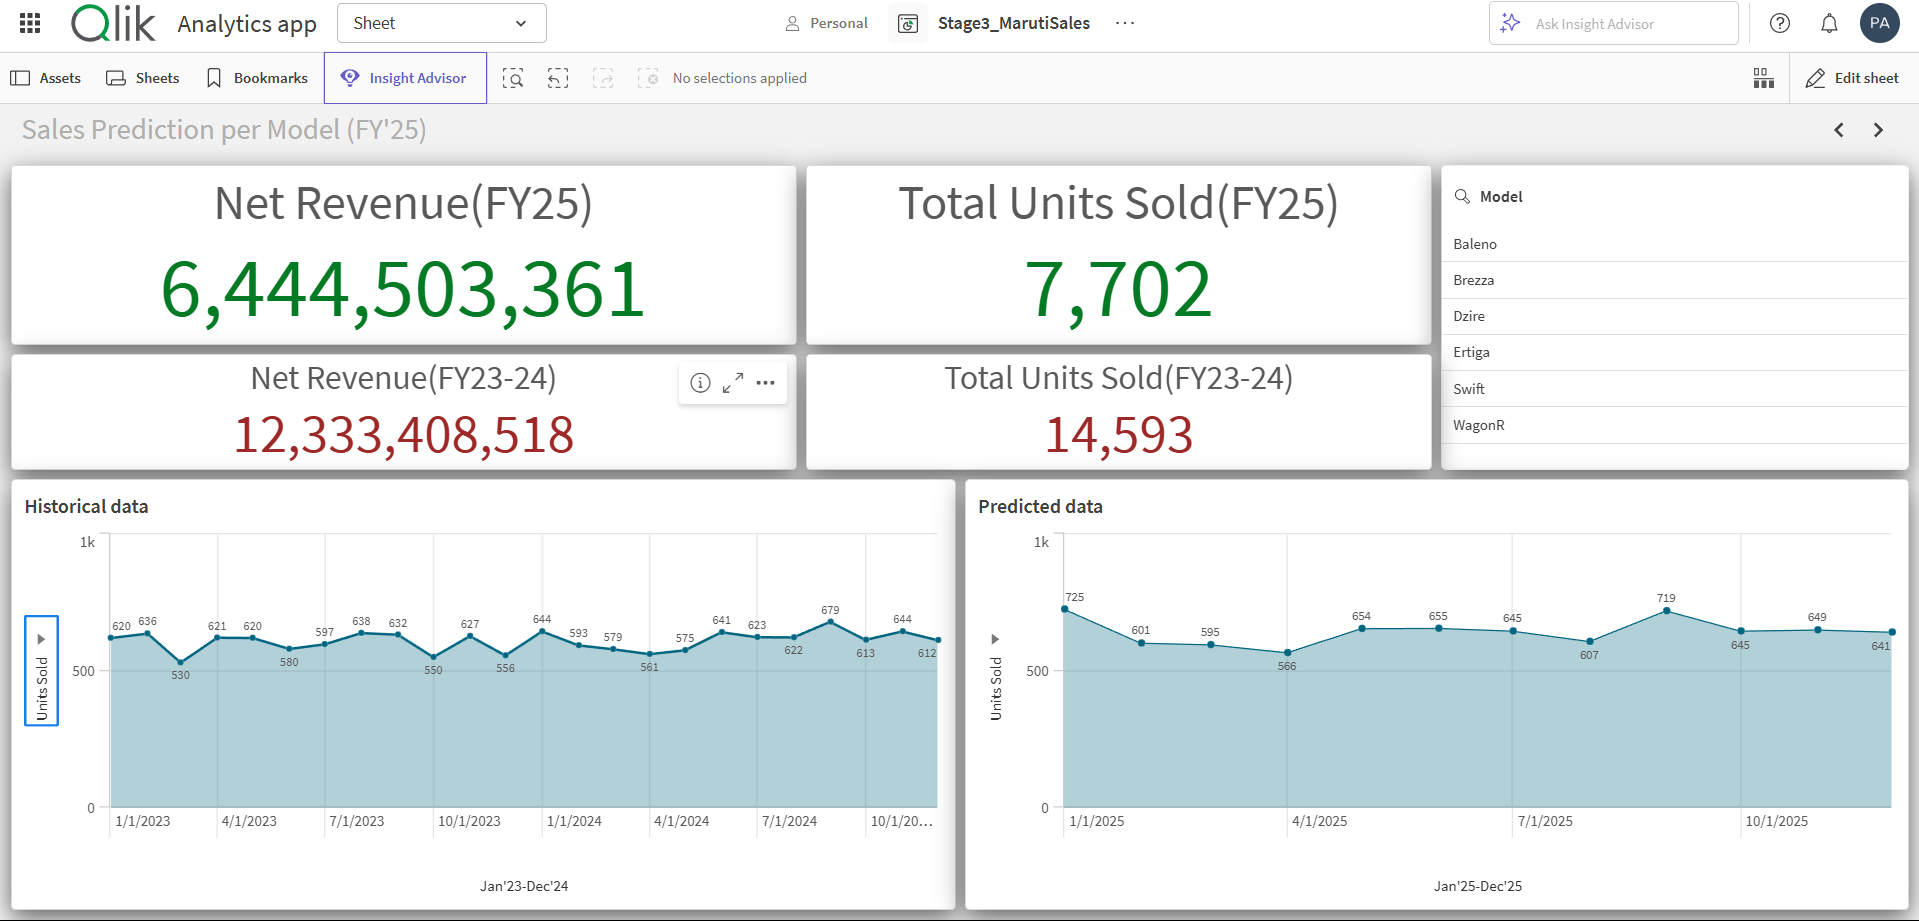 Qlik Analytics app Sheet Personal Stage3_MarutiSales ... Ask Insight Advisor PA
Assets Sheets Bookmarks Insight Advisor No selections applied Edit sheet
Sales Prediction per Model (FY'25)
Net Revenue(FY25)
6,444,503,361
Total Units Sold(FY25)
7,702
Net Revenue(FY23-24)
12,333,408,518
Total Units Sold(FY23-24)
14,593
Model
Baleno
Brezza
Dzire
Ertiga
Swift
WagonR
Historical data
Units Sold
1k
500
0
620 636 530 621 620 580 597 638 632 550 627 556 644 593 579 561 575 641 623 622 679 613 644 612
1/1/2023 4/1/2023 7/1/2023 10/1/2023 1/1/2024 4/1/2024 7/1/2024 10/1/20...
Jan'23-Dec'24
Predicted data
Units Sold
1k
500
0
725 601 595 566 654 655 645 607 719 645 649 641
1/1/2025 4/1/2025 7/1/2025 10/1/2025
Jan'25-Dec'25